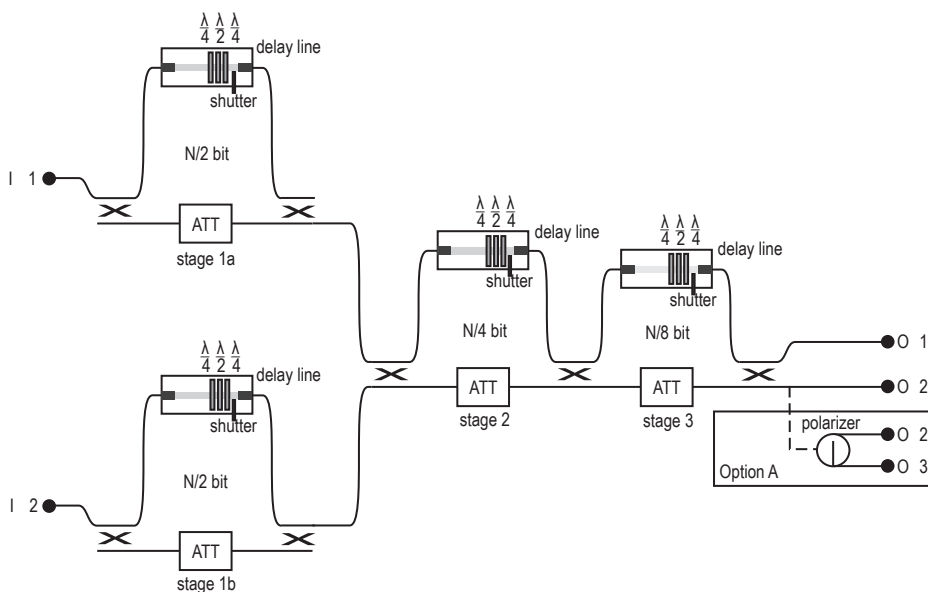 λ/4 λ/2 λ/4
delay line
shutter
N/2 bit
I 1
ATT
stage 1a
λ/4 λ/2 λ/4
delay line
shutter
N/4 bit
λ/4 λ/2 λ/4
delay line
shutter
N/8 bit
O 1
ATT
stage 2
ATT
stage 3
O 2
λ/4 λ/2 λ/4
delay line
shutter
N/2 bit
polarizer
O 2
O 3
Option A
I 2
ATT
stage 1b